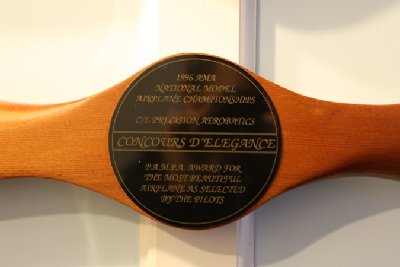 1996 AMA
NATIONAL MODEL
AIRPLANE CHAMPIONSHIPS
C/L PRECISION AEROBATICS
CONCOURS D'ELEGANCE
P.A.M.P.A. AWARD FOR
THE MOST BEAUTIFUL
AIRPLANE AS SELECTED
BY THE PILOTS